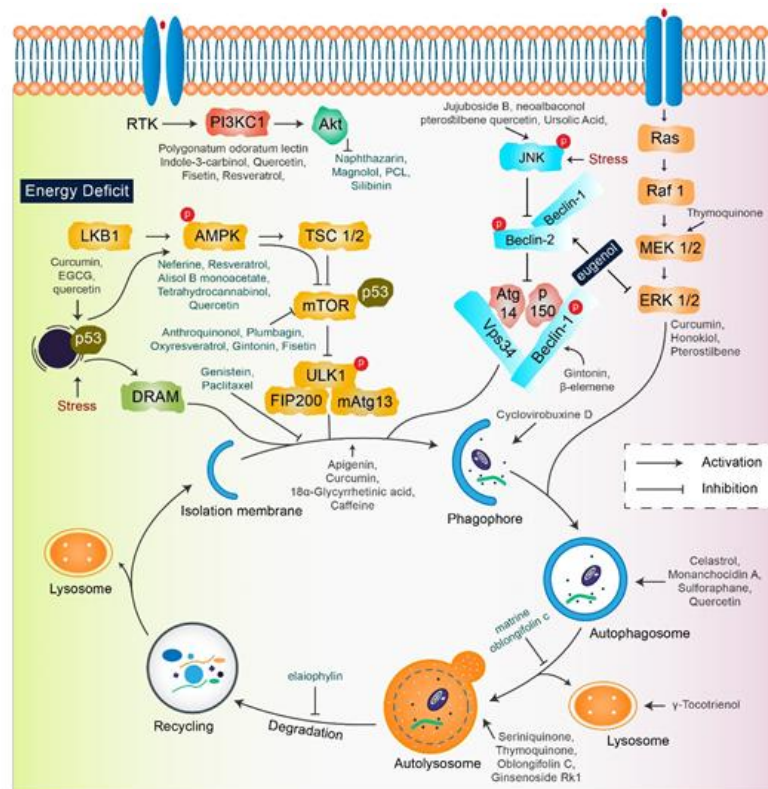 RTK
PI3KC1
Akt
Polygonatum odoratum lectin
Indole-3-carbinol, Quercetin,
Fisetin, Resveratrol,
Naphthazarin,
Magnolol, PCL,
Silibinin
Jujuboside B, neoalbaconol
pterostilbene quercetin, Ursolic Acid,
P
JNK
Stress
Ras
Raf 1
Thymoquinone
MEK 1/2
ERK 1/2
Curcumin,
Honokiol,
Pterostilbene
Energy Deficit
LKB1
P
AMPK
TSC 1/2
Curcumin,
EGCG,
quercetin
Neferine, Resveratrol,
Alisol B monoacetate,
Tetrahydrocannabinol,
Quercetin
mTOR
p53
p53
Stress
DRAM
Anthroquinonol, Plumbagin,
Oxyresveratrol, Gintonin, Fisetin
Genistein,
Paclitaxel
ULK1
P
FIP200
mAtg13
Beclin-1
P
Beclin-2
eugenol
Atg
14
p
150
Vps34
Beclin-1
P
Gintonin,
β-elemene
Cyclovirobuxine D
Activation
Inhibition
Isolation membrane
Apigenin,
Curcumin,
18α-Glycyrrhetinic acid,
Caffeine
Phagophore
Lysosome
Celastrol,
Monanchocidin A,
Sulforaphane,
Quercetin
Autophagosome
matrine
oblongifolin c
Recycling
elaiophylin
Degradation
Autolysosome
Seriniquinone,
Thymoquinone,
Oblongifolin C,
Ginsenoside Rk1
Lysosome
γ-Tocotrienol